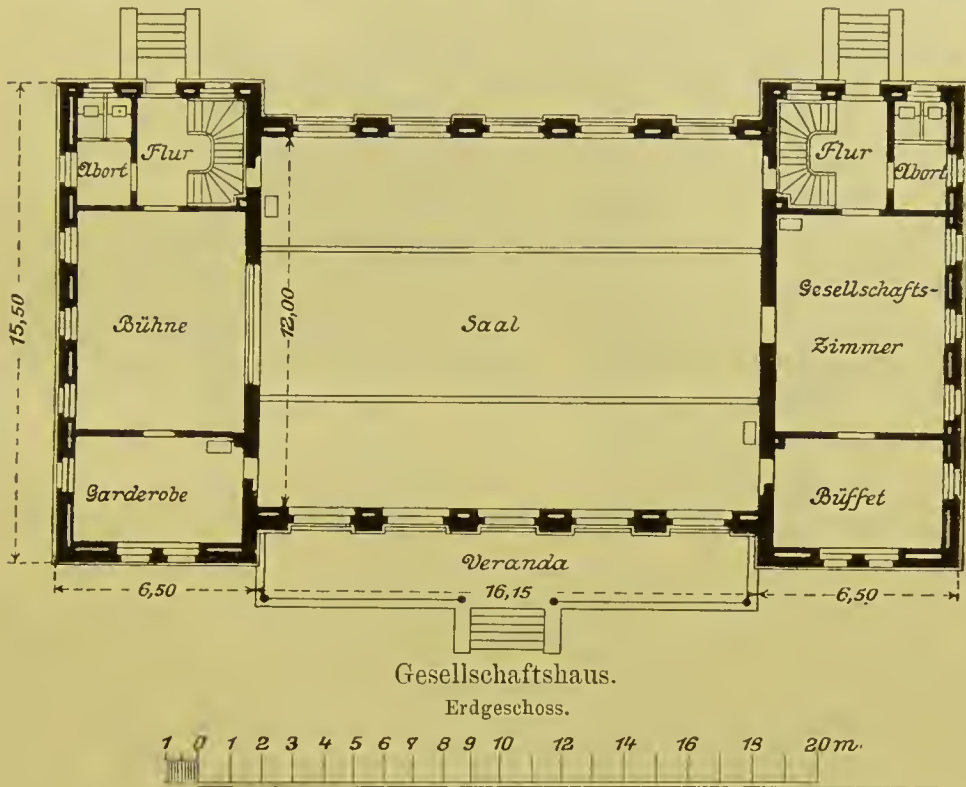 Abort
Flur
Flur
Abort
15,50
Bühne
12,00
Saal
Gesellschafts-
Zimmer
Garderobe
Büffet
Veranda
6,50
16,15
6,50
Gesellschaftshaus.
Erdgeschoss.
1 0 1 2 3 4 5 6 7 8 9 10 12 14 16 18 20 m.